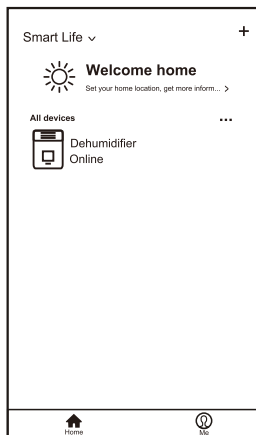 Smart Life
Welcome home
Set your home location, get more inform...
All devices
Dehumidifier
Online
Home
Me